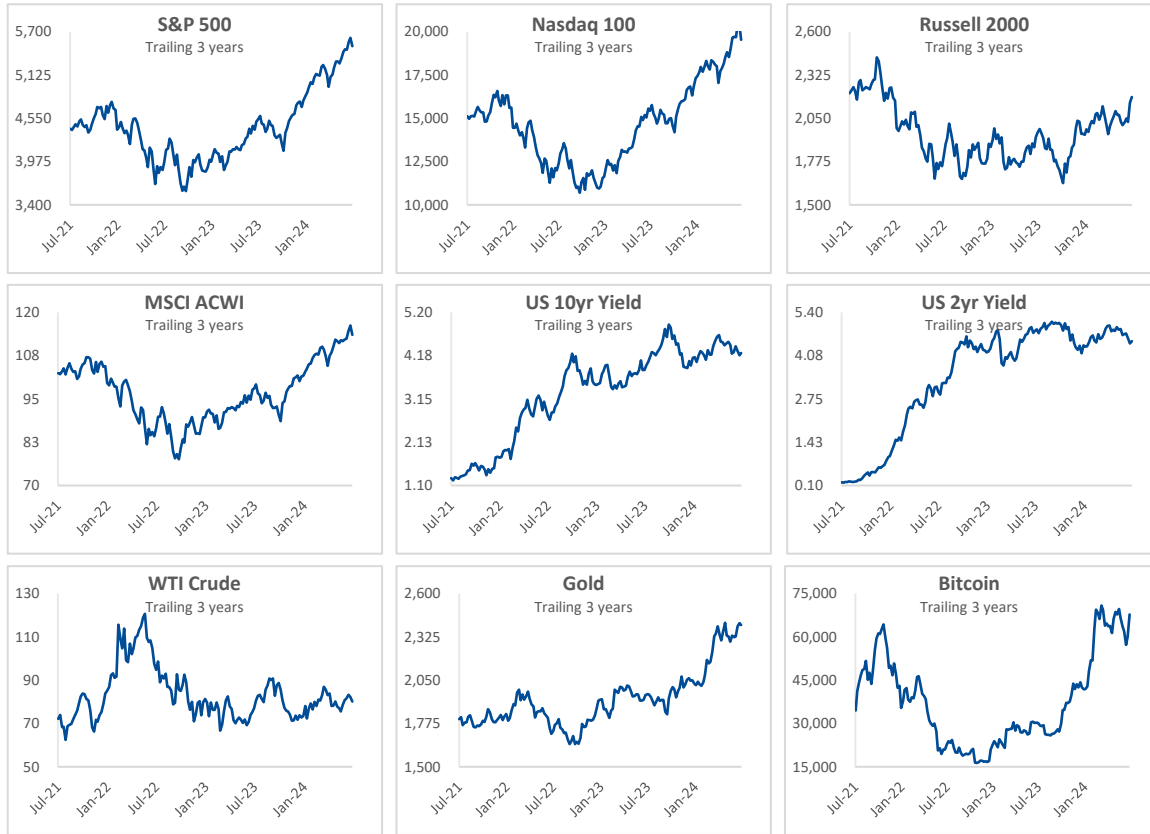 S&P 500
Trailing 3 years
5,700
5,125
4,550
3,975
3,400
Jul-21
Jan-22
Jul-22
Jan-23
Jul-23
Jan-24
Nasdaq 100
Trailing 3 years
20,000
17,500
15,000
12,500
10,000
Jul-21
Jan-22
Jul-22
Jan-23
Jul-23
Jan-24
Russell 2000
Trailing 3 years
2,600
2,325
2,050
1,775
1,500
Jul-21
Jan-22
Jul-22
Jan-23
Jul-23
Jan-24
MSCI ACWI
Trailing 3 years
120
108
95
83
70
Jul-21
Jan-22
Jul-22
Jan-23
Jul-23
Jan-24
US 10yr Yield
Trailing 3 years
5.20
4.18
3.15
2.13
1.10
Jul-21
Jan-22
Jul-22
Jan-23
Jul-23
Jan-24
US 2yr Yield
Trailing 3 years
5.40
4.08
2.75
1.43
0.10
Jul-21
Jan-22
Jul-22
Jan-23
Jul-23
Jan-24
WTI Crude
Trailing 3 years
130
110
90
70
50
Jul-21
Jan-22
Jul-22
Jan-23
Jul-23
Jan-24
Gold
Trailing 3 years
2,600
2,325
2,050
1,775
1,500
Jul-21
Jan-22
Jul-22
Jan-23
Jul-23
Jan-24
Bitcoin
Trailing 3 years
75,000
60,000
45,000
30,000
15,000
Jul-21
Jan-22
Jul-22
Jan-23
Jul-23
Jan-24